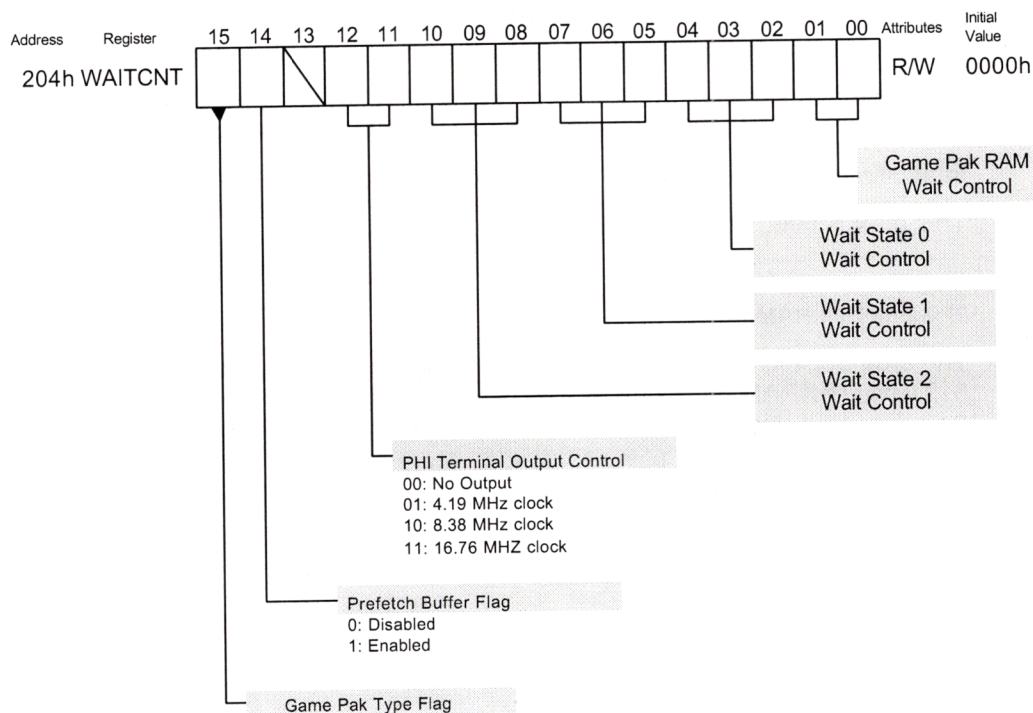 Address Register 15 14 13 12 11 10 09 08 07 06 05 04 03 02 01 00 Attributes Initial Value
204h WAITCNT R/W 0000h
Game Pak RAM
Wait Control
Wait State 0
Wait Control
Wait State 1
Wait Control
Wait State 2
Wait Control
PHI Terminal Output Control
00: No Output
01: 4.19 MHz clock
10: 8.38 MHz clock
11: 16.76 MHZ clock
Prefetch Buffer Flag
0: Disabled
1: Enabled
Game Pak Type Flag